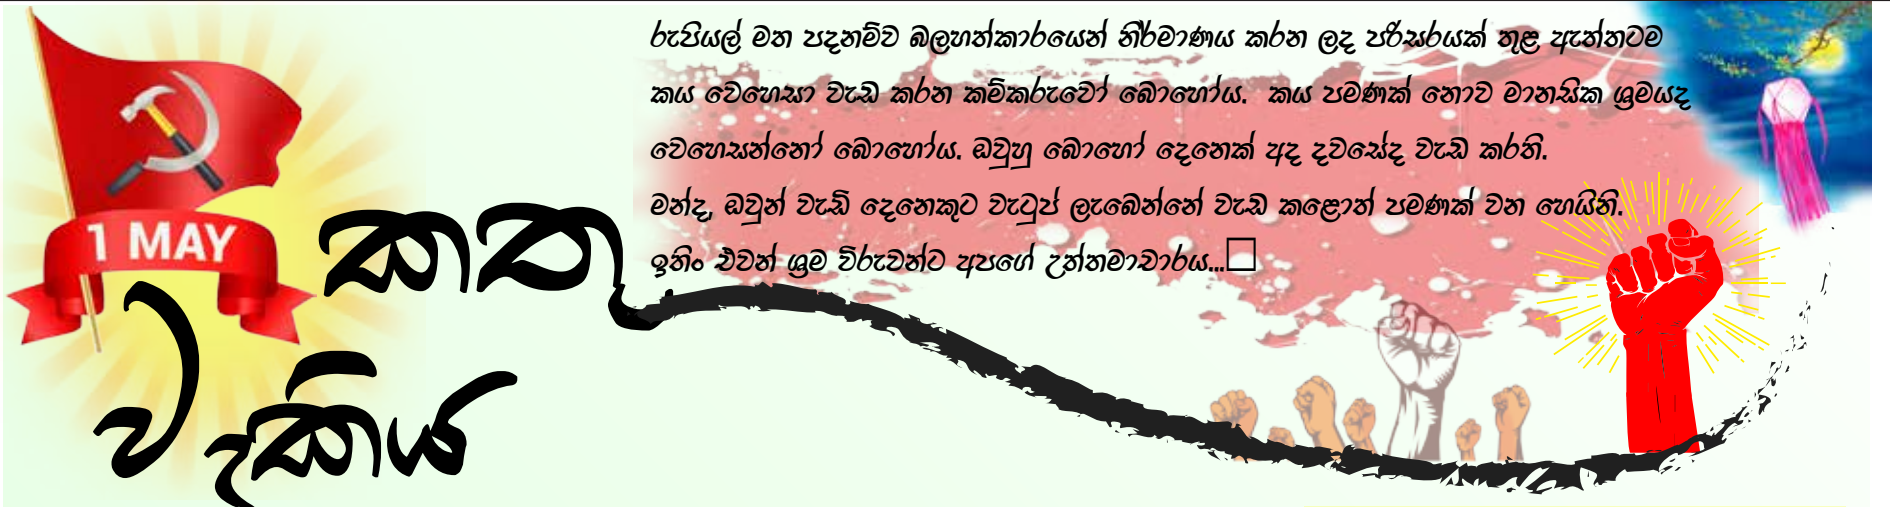 1 MAY
කතු
වැකිය
රුපියල් මත පදනම්ව බලහත්කාරයෙන් නිර්මාණය කරන ලද පරිසරයක් තුළ ඇත්තටම
කය වෙහෙසා වැඩ කරන කම්කරුවෝ බොහෝය. කය පමණක් නොව මානසික ශ්‍රමයද
වෙහෙසන්නෝ බොහෝය. ඔවුහු බොහෝ දෙනෙක් අද දවසේද වැඩ කරති.
මන්ද, ඔවුන් වැඩි දෙනෙකුට වැටුප් ලැබෙන්නේ වැඩ කළොත් පමණක් වන හෙයිනි.
ඉතිං එවන් ශ්‍රම විරුවන්ට අපගේ උත්තමාචාරය...